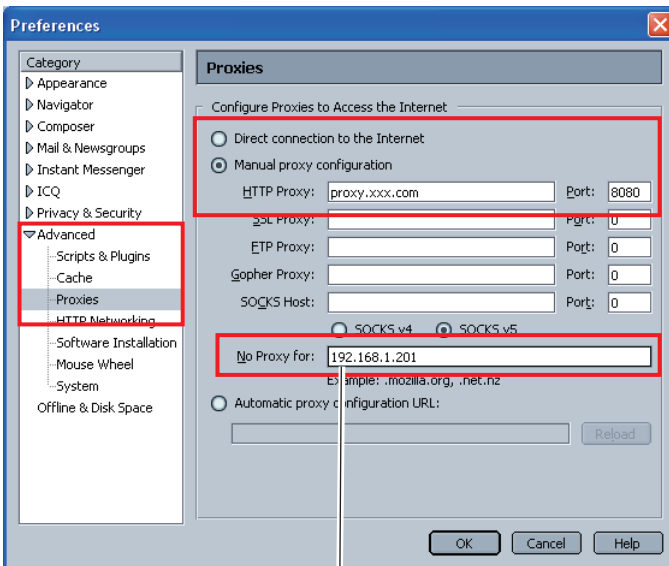 Preferences
Category
Appearance
Navigator
Composer
Mail & Newsgroups
Instant Messenger
ICQ
Privacy & Security
Advanced
Scripts & Plugins
Cache
Proxies
HTTP Networking
Software Installation
Mouse Wheel
System
Offline & Disk Space
Proxies
Configure Proxies to Access the Internet
Direct connection to the Internet
Manual proxy configuration
HTTP Proxy: proxy.xxx.com Port: 8080
SSL Proxy: Port: 0
FTP Proxy: Port: 0
Gopher Proxy: Port: 0
SOCKS Host: Port: 0
SOCKS v4 SOCKS v5
No Proxy for: 192.168.1.201
Example: .mozilla.org, .net.nz
Automatic proxy configuration URL:
Reload
OK Cancel Help